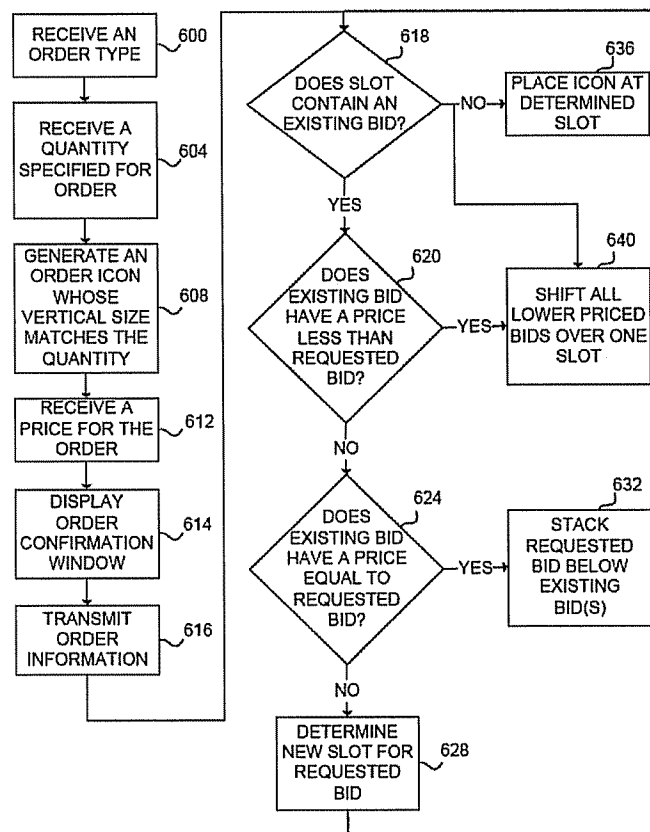 RECEIVE AN
ORDER TYPE
600
RECEIVE A
QUANTITY
SPECIFIED FOR
ORDER
604
GENERATE AN
ORDER ICON
WHOSE
VERTICAL SIZE
MATCHES THE
QUANTITY
608
RECEIVE A
PRICE FOR THE
ORDER
612
DISPLAY
ORDER
CONFIRMATION
WINDOW
614
TRANSMIT
ORDER
INFORMATION
616
618
DOES SLOT
CONTAIN AN
EXISTING BID?
NO
636
PLACE ICON AT
DETERMINED
SLOT
YES
620
DOES
EXISTING BID
HAVE A PRICE
LESS THAN
REQUESTED
BID?
YES
640
SHIFT ALL
LOWER PRICED
BIDS OVER ONE
SLOT
NO
624
DOES
EXISTING BID
HAVE A PRICE
EQUAL TO
REQUESTED
BID?
YES
632
STACK
REQUESTED
BID BELOW
EXISTING
BID(S)
NO
DETERMINE
NEW SLOT FOR
REQUESTED
BID
628